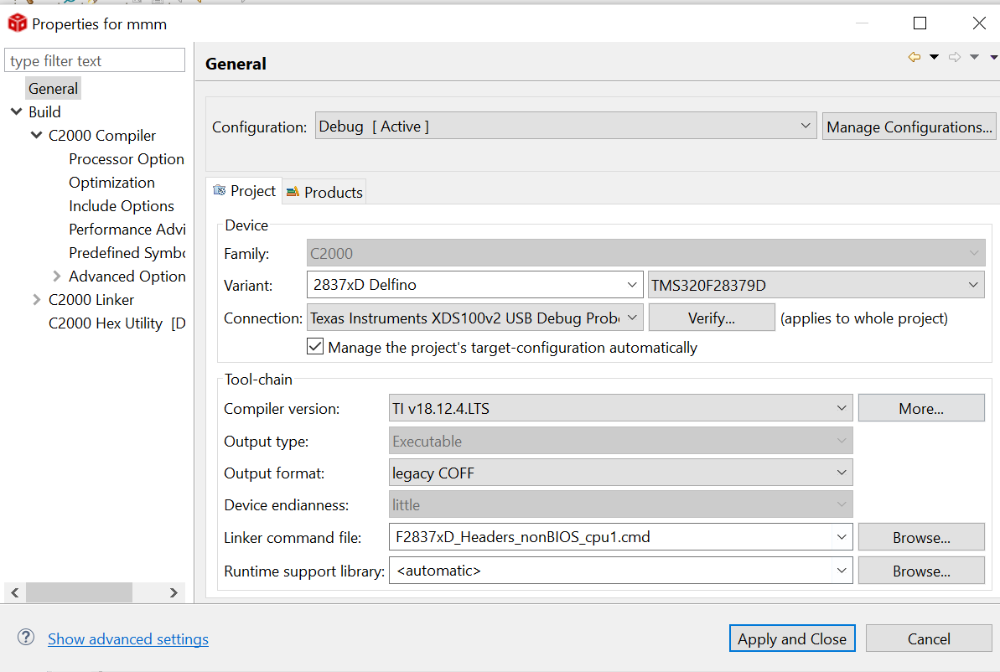 Properties for mmm
type filter text
General
Build
C2000 Compiler
Processor Option
Optimization
Include Options
Performance Advi
Predefined Symbo
Advanced Option
C2000 Linker
C2000 Hex Utility [D
General
Configuration: Debug [ Active ] Manage Configurations...
Project Products
Device
Family: C2000
Variant: 2837xD Delfino TMS320F28379D
Connection: Texas Instruments XDS100v2 USB Debug Probe Verify... (applies to whole project)
Manage the project's target-configuration automatically
Tool-chain
Compiler version: TI v18.12.4.LTS More...
Output type: Executable
Output format: legacy COFF
Device endianness: little
Linker command file: F2837xD_Headers_nonBIOS_cpu1.cmd Browse...
Runtime support library: <automatic> Browse...
? Show advanced settings Apply and Close Cancel